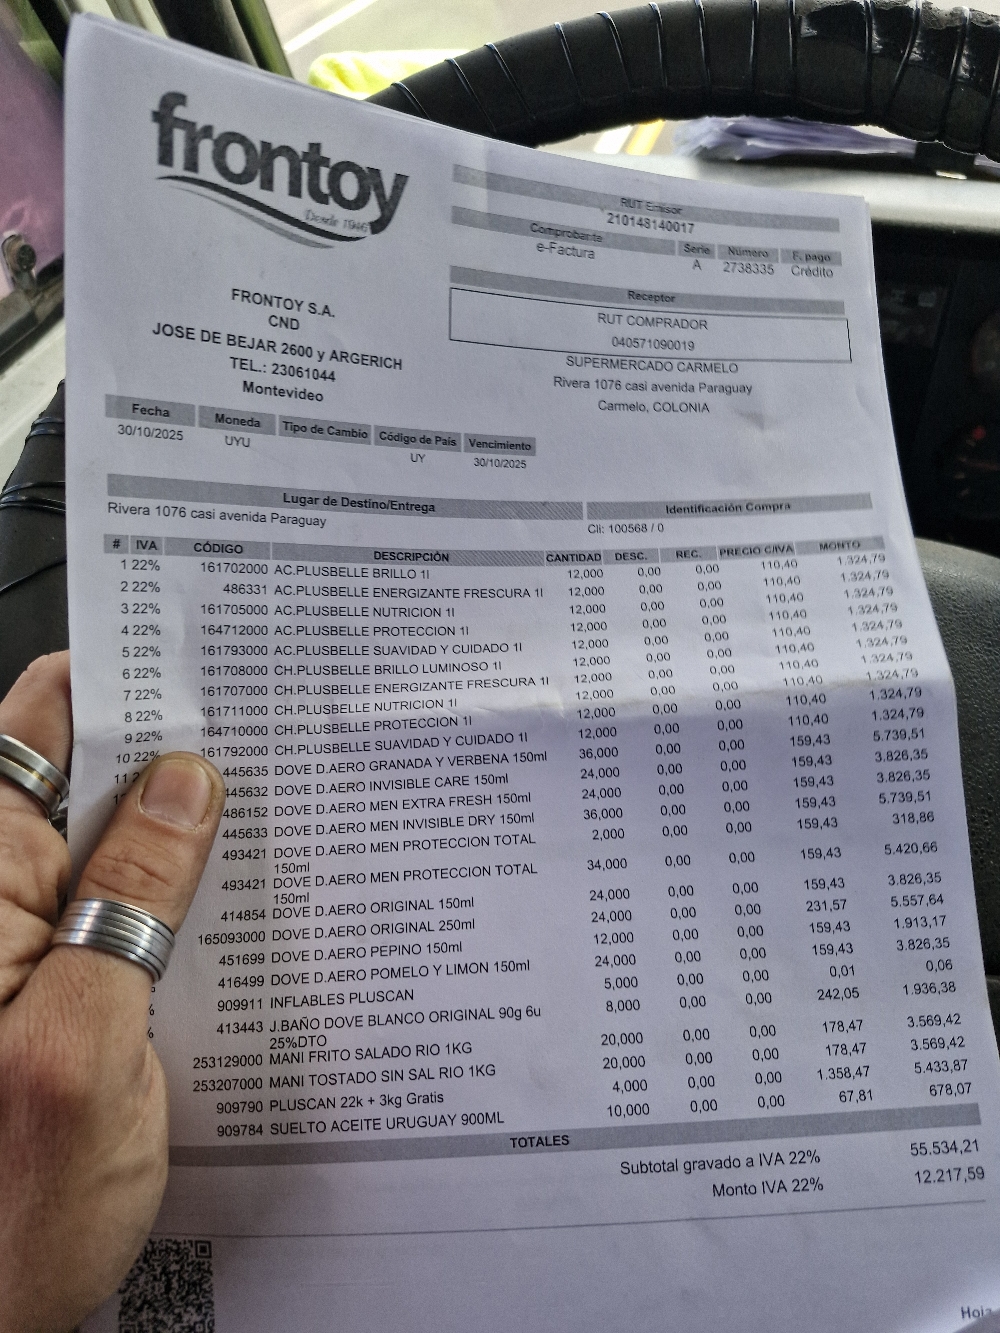 frontoy
Desde 1946
RUT Emisor
210148140017
Comprobante Serie Número F. pago
e-Factura A 2738335 Crédito
Receptor
RUT COMPRADOR
040571090019
SUPERMERCADO CARMELO
Rivera 1076 casi avenida Paraguay
Carmelo, COLONIA
FRONTOY S.A.
CND
JOSE DE BEJAR 2600 y ARGERICH
TEL.: 23061044
Montevideo
Fecha Moneda Tipo de Cambio Código de País Vencimiento
30/10/2025 UYU UY 30/10/2025
Lugar de Destino/Entrega Identificación Compra
Rivera 1076 casi avenida Paraguay Cli: 100568 / 0
# IVA CÓDIGO DESCRIPCIÓN CANTIDAD DESC. REC. PRECIO C/IVA MONTO
1 22% 161702000 AC.PLUSBELLE BRILLO 1l 12,000 0,00 0,00 110,40 1.324,79
2 22% 486331 AC.PLUSBELLE ENERGIZANTE FRESCURA 1l 12,000 0,00 0,00 110,40 1.324,79
3 22% 161705000 AC.PLUSBELLE NUTRICION 1l 12,000 0,00 0,00 110,40 1.324,79
4 22% 164712000 AC.PLUSBELLE PROTECCION 1l 12,000 0,00 0,00 110,40 1.324,79
5 22% 161793000 AC.PLUSBELLE SUAVIDAD Y CUIDADO 1l 12,000 0,00 0,00 110,40 1.324,79
6 22% 161708000 CH.PLUSBELLE BRILLO LUMINOSO 1l 12,000 0,00 0,00 110,40 1.324,79
7 22% 161707000 CH.PLUSBELLE ENERGIZANTE FRESCURA 1l 12,000 0,00 0,00 110,40 1.324,79
8 22% 161711000 CH.PLUSBELLE NUTRICION 1l 12,000 0,00 0,00 110,40 1.324,79
9 22% 164710000 CH.PLUSBELLE PROTECCION 1l 12,000 0,00 0,00 110,40 1.324,79
10 22% 161792000 CH.PLUSBELLE SUAVIDAD Y CUIDADO 1l 12,000 0,00 0,00 110,40 1.324,79
11 2 445635 DOVE D.AERO GRANADA Y VERBENA 150ml 36,000 0,00 0,00 159,43 5.739,51
445632 DOVE D.AERO INVISIBLE CARE 150ml 24,000 0,00 0,00 159,43 3.826,35
486152 DOVE D.AERO MEN EXTRA FRESH 150ml 24,000 0,00 0,00 159,43 3.826,35
445633 DOVE D.AERO MEN INVISIBLE DRY 150ml 36,000 0,00 0,00 159,43 5.739,51
493421 DOVE D.AERO MEN PROTECCION TOTAL 2,000 0,00 0,00 159,43 318,86
150ml
493421 DOVE D.AERO MEN PROTECCION TOTAL 34,000 0,00 0,00 159,43 5.420,66
150ml
414854 DOVE D.AERO ORIGINAL 150ml 24,000 0,00 0,00 159,43 3.826,35
165093000 DOVE D.AERO ORIGINAL 250ml 24,000 0,00 0,00 231,57 5.557,64
451699 DOVE D.AERO PEPINO 150ml 12,000 0,00 0,00 159,43 1.913,17
416499 DOVE D.AERO POMELO Y LIMON 150ml 24,000 0,00 0,00 159,43 3.826,35
909911 INFLABLES PLUSCAN 5,000 0,00 0,00 0,01 0,06
% 413443 J.BAÑO DOVE BLANCO ORIGINAL 90g 6u 8,000 0,00 0,00 242,05 1.936,38
25%DTO
% 253129000 MANI FRITO SALADO RIO 1KG 20,000 0,00 0,00 178,47 3.569,42
253207000 MANI TOSTADO SIN SAL RIO 1KG 20,000 0,00 0,00 178,47 3.569,42
909790 PLUSCAN 22k + 3kg Gratis 4,000 0,00 0,00 1.358,47 5.433,87
909784 SUELTO ACEITE URUGUAY 900ML 10,000 0,00 0,00 67,81 678,07
TOTALES
Subtotal gravado a IVA 22% 55.534,21
Monto IVA 22% 12.217,59
Hoja